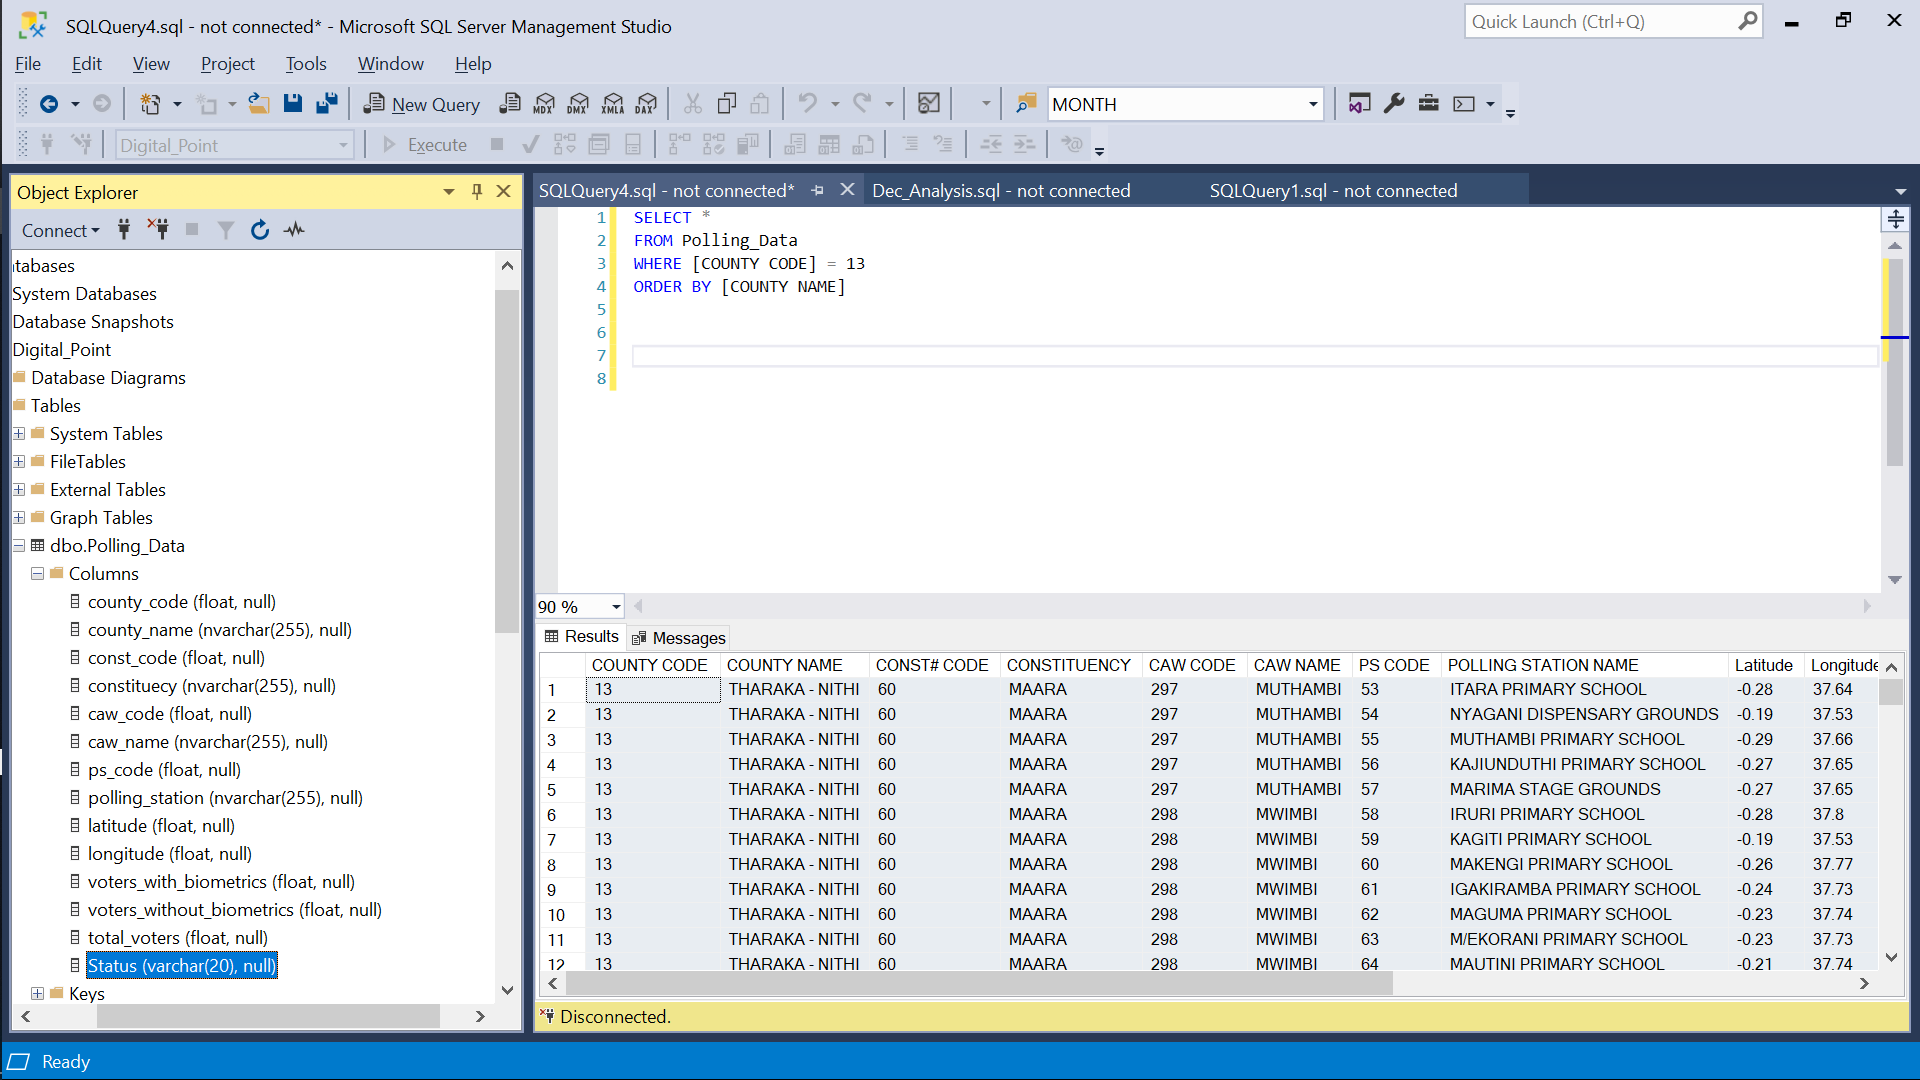 SQLQuery4.sql - not connected* - Microsoft SQL Server Management Studio
Quick Launch (Ctrl+Q)
File Edit View Project Tools Window Help
New Query MDX DMX XMLA DAX MONTH
Digital_Point Execute
Object Explorer
Connect
tabases
System Databases
Database Snapshots
Digital_Point
Database Diagrams
Tables
System Tables
FileTables
External Tables
Graph Tables
dbo.Polling_Data
Columns
county_code (float, null)
county_name (nvarchar(255), null)
const_code (float, null)
constituecy (nvarchar(255), null)
caw_code (float, null)
caw_name (nvarchar(255), null)
ps_code (float, null)
polling_station (nvarchar(255), null)
latitude (float, null)
longitude (float, null)
voters_with_biometrics (float, null)
voters_without_biometrics (float, null)
total_voters (float, null)
Status (varchar(20), null)
Keys
SQLQuery4.sql - not connected* Dec_Analysis.sql - not connected SQLQuery1.sql - not connected
1 SELECT *
2 FROM Polling_Data
3 WHERE [COUNTY CODE] = 13
4 ORDER BY [COUNTY NAME]
5
6
7
8
90 %
Results Messages
COUNTY CODE COUNTY NAME CONST# CODE CONSTITUENCY CAW CODE CAW NAME PS CODE POLLING STATION NAME Latitude Longitude
1 13 THARAKA - NITHI 60 MAARA 297 MUTHAMBI 53 ITARA PRIMARY SCHOOL -0.28 37.64
2 13 THARAKA - NITHI 60 MAARA 297 MUTHAMBI 54 NYAGANI DISPENSARY GROUNDS -0.19 37.53
3 13 THARAKA - NITHI 60 MAARA 297 MUTHAMBI 55 MUTHAMBI PRIMARY SCHOOL -0.29 37.66
4 13 THARAKA - NITHI 60 MAARA 297 MUTHAMBI 56 KAJIUNDUTHI PRIMARY SCHOOL -0.27 37.65
5 13 THARAKA - NITHI 60 MAARA 297 MUTHAMBI 57 MARIMA STAGE GROUNDS -0.27 37.65
6 13 THARAKA - NITHI 60 MAARA 298 MWIMBI 58 IRURI PRIMARY SCHOOL -0.28 37.8
7 13 THARAKA - NITHI 60 MAARA 298 MWIMBI 59 KAGITI PRIMARY SCHOOL -0.19 37.53
8 13 THARAKA - NITHI 60 MAARA 298 MWIMBI 60 MAKENGI PRIMARY SCHOOL -0.26 37.77
9 13 THARAKA - NITHI 60 MAARA 298 MWIMBI 61 IGAKIRAMBA PRIMARY SCHOOL -0.24 37.73
10 13 THARAKA - NITHI 60 MAARA 298 MWIMBI 62 MAGUMA PRIMARY SCHOOL -0.23 37.74
11 13 THARAKA - NITHI 60 MAARA 298 MWIMBI 63 M/EKORANI PRIMARY SCHOOL -0.23 37.73
12 13 THARAKA - NITHI 60 MAARA 298 MWIMBI 64 MAUTINI PRIMARY SCHOOL -0.21 37.74
Disconnected.
Ready